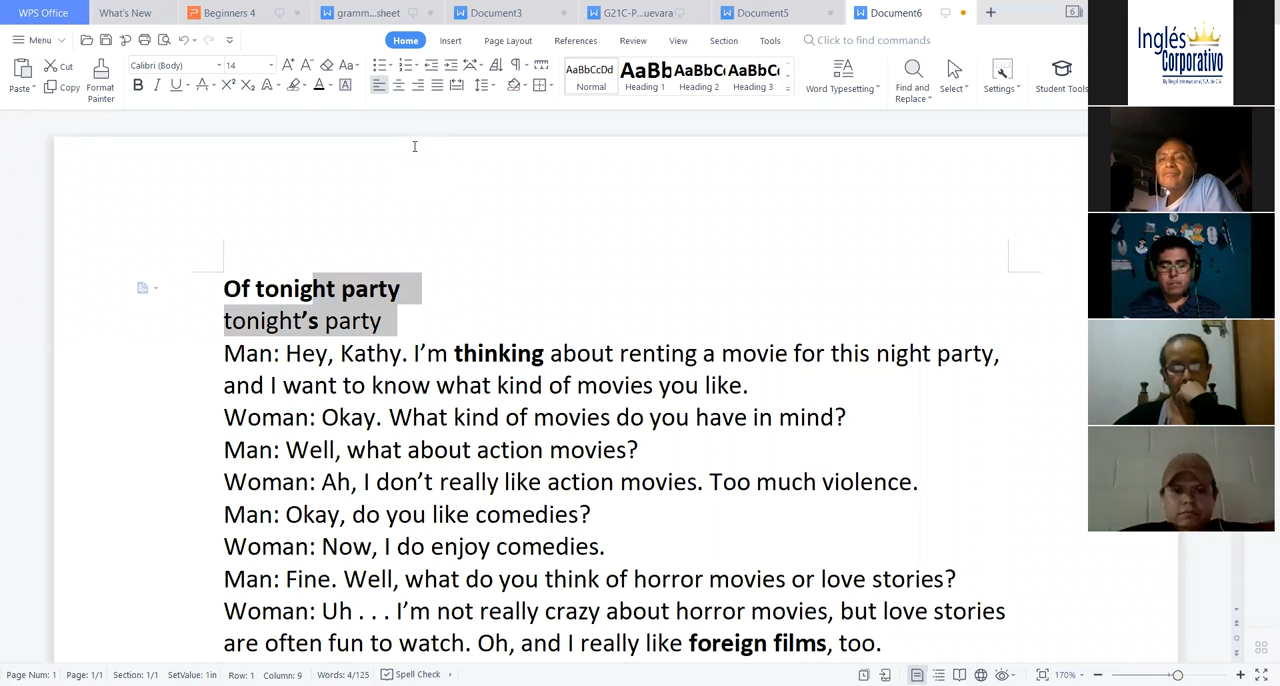 WPS Office
What's New
Beginners 4
gramm...sheet
Document3
G21C-P...uevara
Document5
Document6
Menu
Home
Insert
Page Layout
References
Review
View
Section
Tools
Click to find commands
Paste
Cut
Copy
Format Painter
Calibri (Body)
14
AaBbCcDd
Normal
AaBb
Heading 1
AaBbCc
Heading 2
AaBbCc
Heading 3
Word Typesetting
Find and Replace
Select
Settings
Student Tools
Inglés
Corporativo
Of tonight party
tonight's party
Man: Hey, Kathy. I'm thinking about renting a movie for this night party,
and I want to know what kind of movies you like.
Woman: Okay. What kind of movies do you have in mind?
Man: Well, what about action movies?
Woman: Ah, I don't really like action movies. Too much violence.
Man: Okay, do you like comedies?
Woman: Now, I do enjoy comedies.
Man: Fine. Well, what do you think of horror movies or love stories?
Woman: Uh . . . I'm not really crazy about horror movies, but love stories
are often fun to watch. Oh, and I really like foreign films, too.
Page Num: 1 Page: 1/1 Section: 1/1 SetValue: 1in Row: 1 Column: 9 Words: 4/125 Spell Check
170%